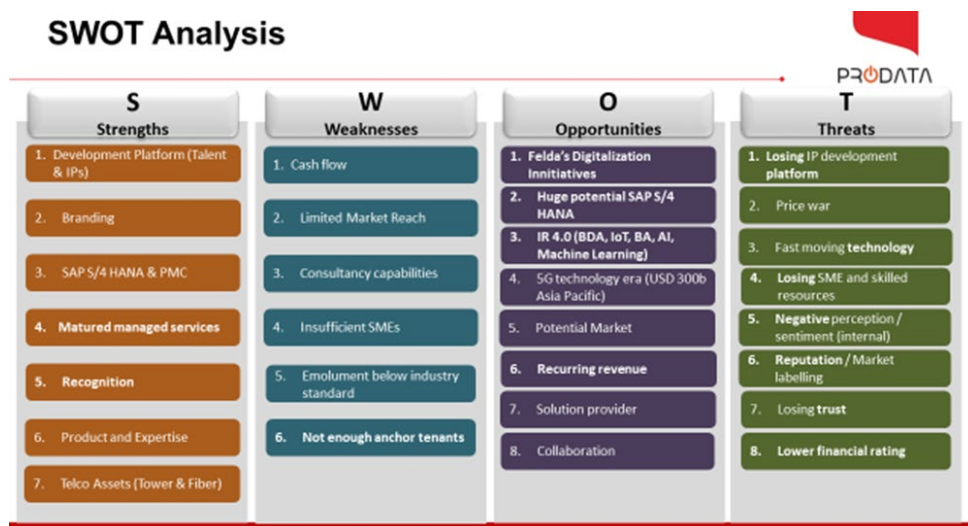 SWOT Analysis
PRODATA
S
Strengths
1. Development Platform (Talent
& IPs)
2. Branding
3. SAP S/4 HANA & PMC
4. Matured managed services
5. Recognition
6. Product and Expertise
7. Telco Assets (Tower & Fiber)
W
Weaknesses
1. Cash flow
2. Limited Market Reach
3. Consultancy capabilities
4. Insufficient SMEs
5. Emolument below industry
standard
6. Not enough anchor tenants
O
Opportunities
1. Felda's Digitalization
Innitiatives
2. Huge potential SAP S/4
HANA
3. IR 4.0 (BDA, IoT, BA, AI,
Machine Learning)
4. 5G technology era (USD 300b
Asia Pacific)
5. Potential Market
6. Recurring revenue
7. Solution provider
8. Collaboration
T
Threats
1. Losing IP development
platform
2. Price war
3. Fast moving technology
4. Losing SME and skilled
resources
5. Negative perception /
sentiment (internal)
6. Reputation / Market
labelling
7. Losing trust
8. Lower financial rating